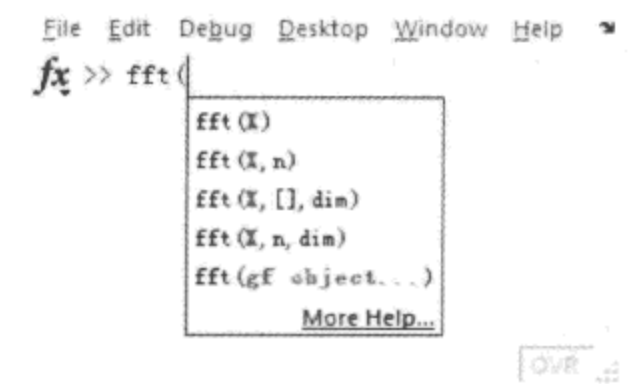 File Edit Debug Desktop Window Help
fx >> fft(
fft(X)
fft(X, n)
fft(X, [], dim)
fft(X, n, dim)
fft(gf object...)
More Help...
OVR